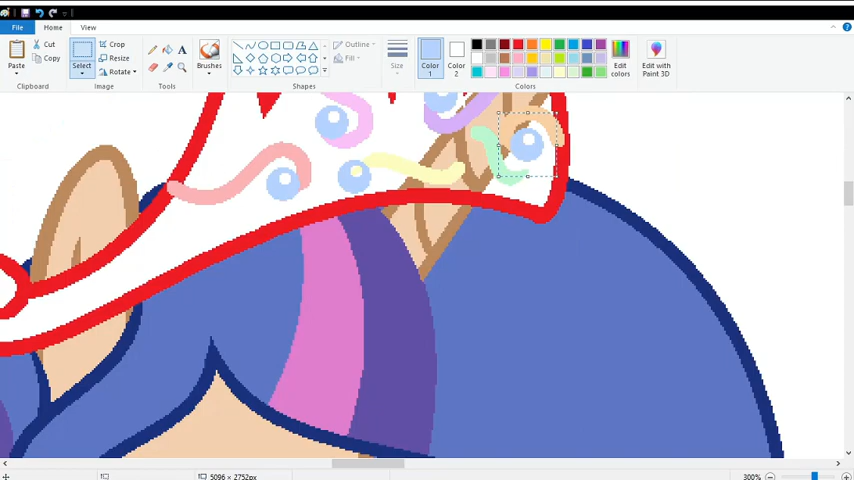 File Home View
Paste
Cut
Copy
Clipboard
Select
Crop
Resize
Rotate
Image
A
Tools
Brushes
Shapes
Outline
Fill
Size
Color 1
Color 2
Colors
Edit colors
Edit with Paint 3D
5096 × 2752px
300%